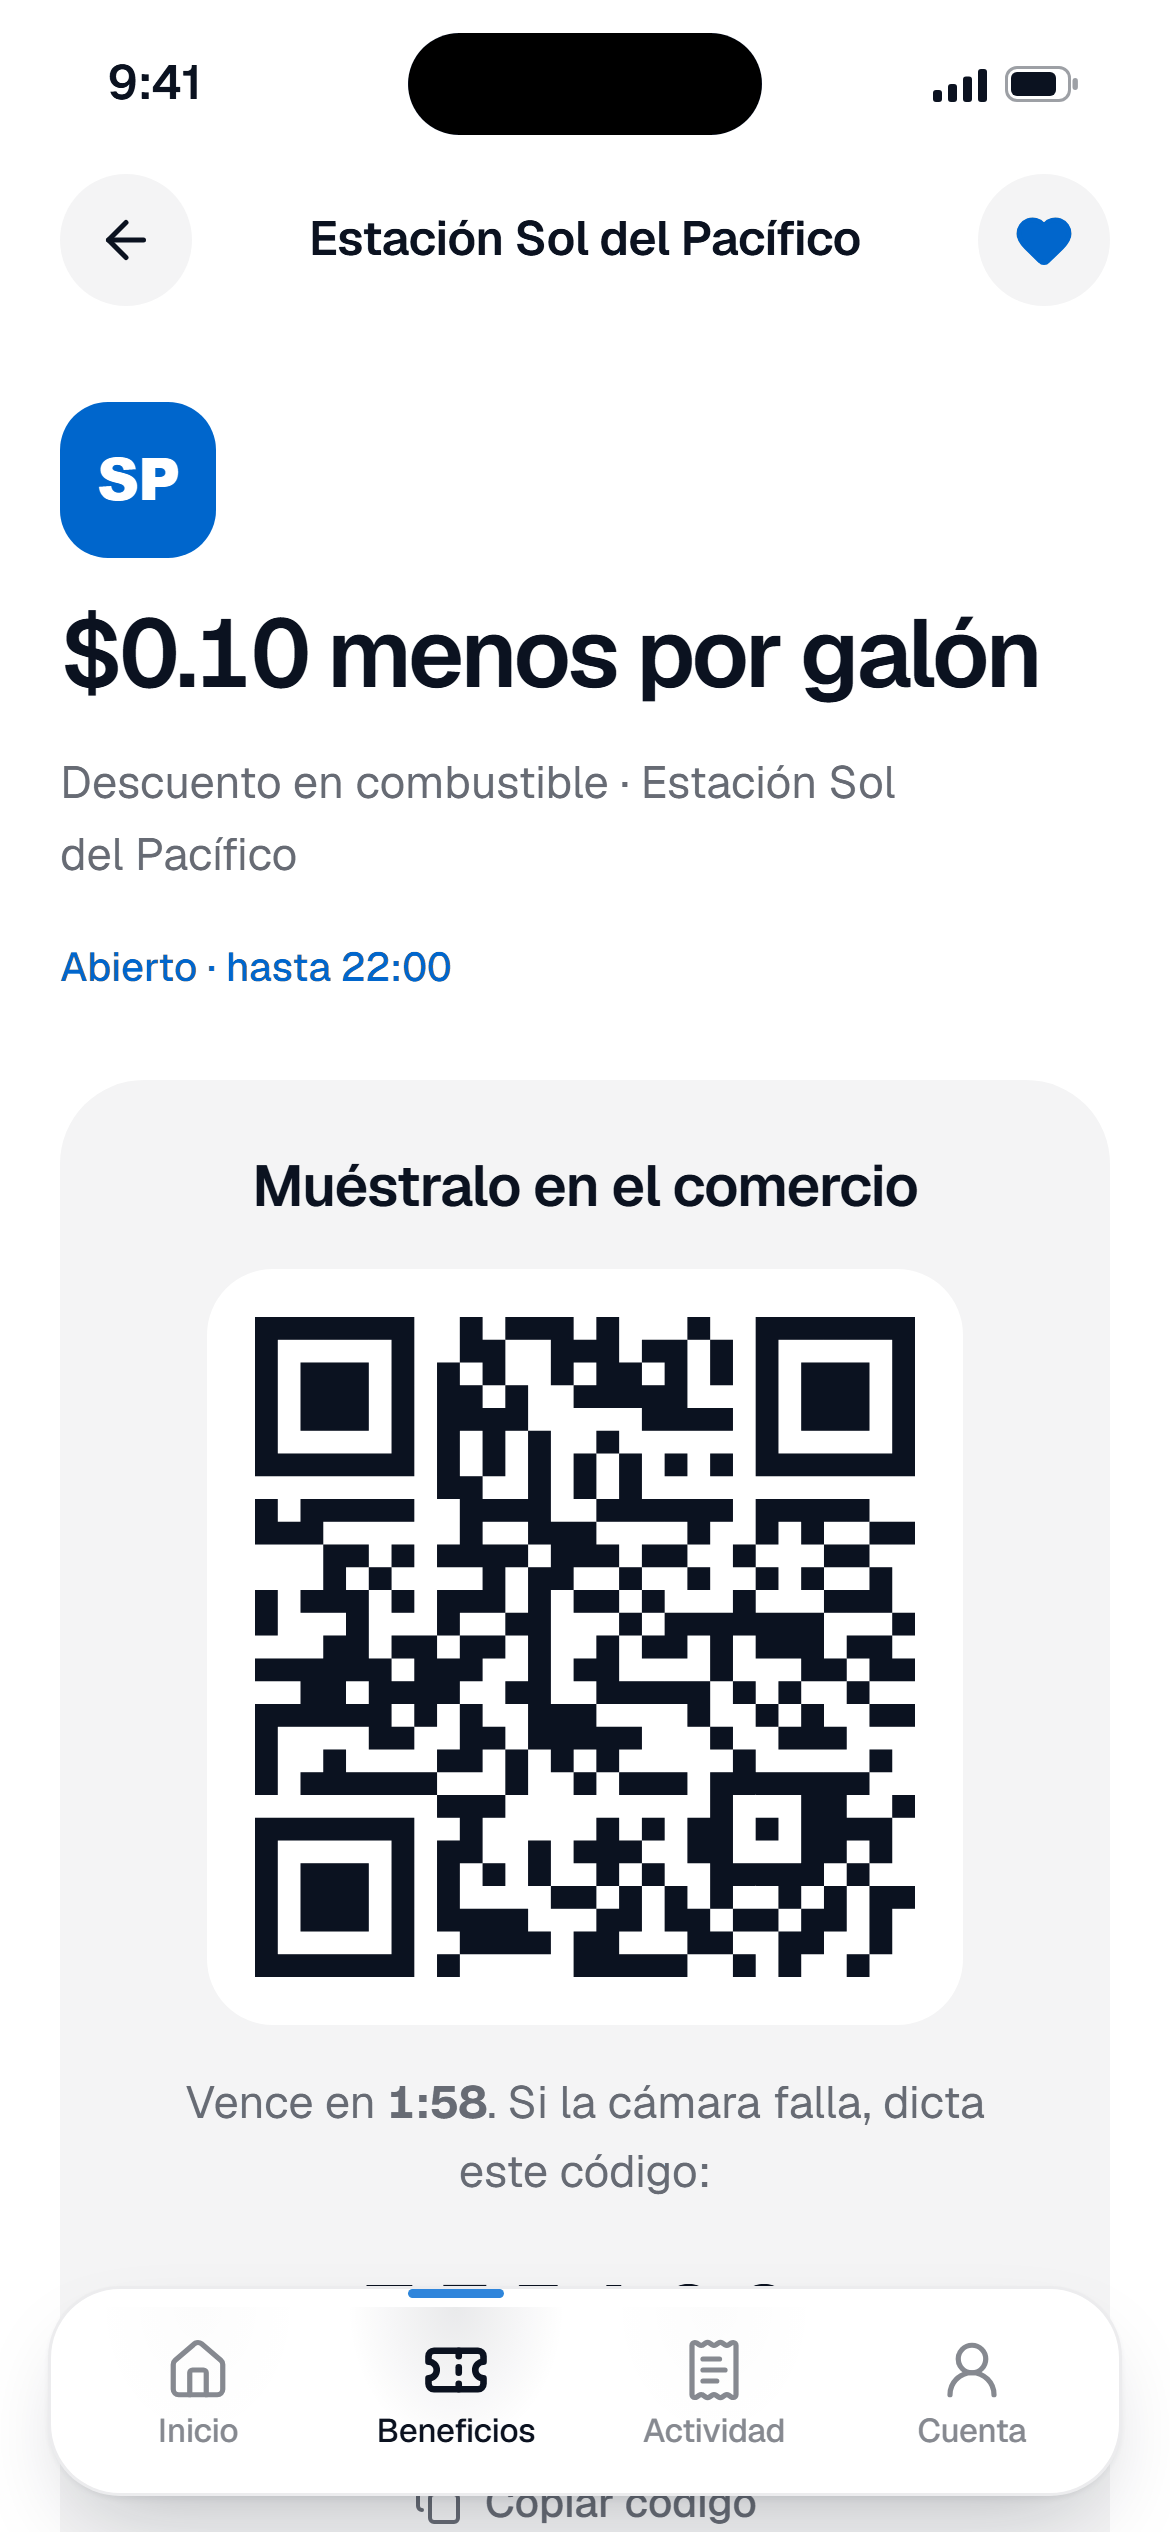 9:41
Estación Sol del Pacífico
SP
$0.10 menos por galón
Descuento en combustible · Estación Sol
del Pacífico
Abierto · hasta 22:00
Muéstralo en el comercio
Vence en 1:58. Si la cámara falla, dicta
este código:
Inicio
Beneficios
Actividad
Cuenta
Copiar código